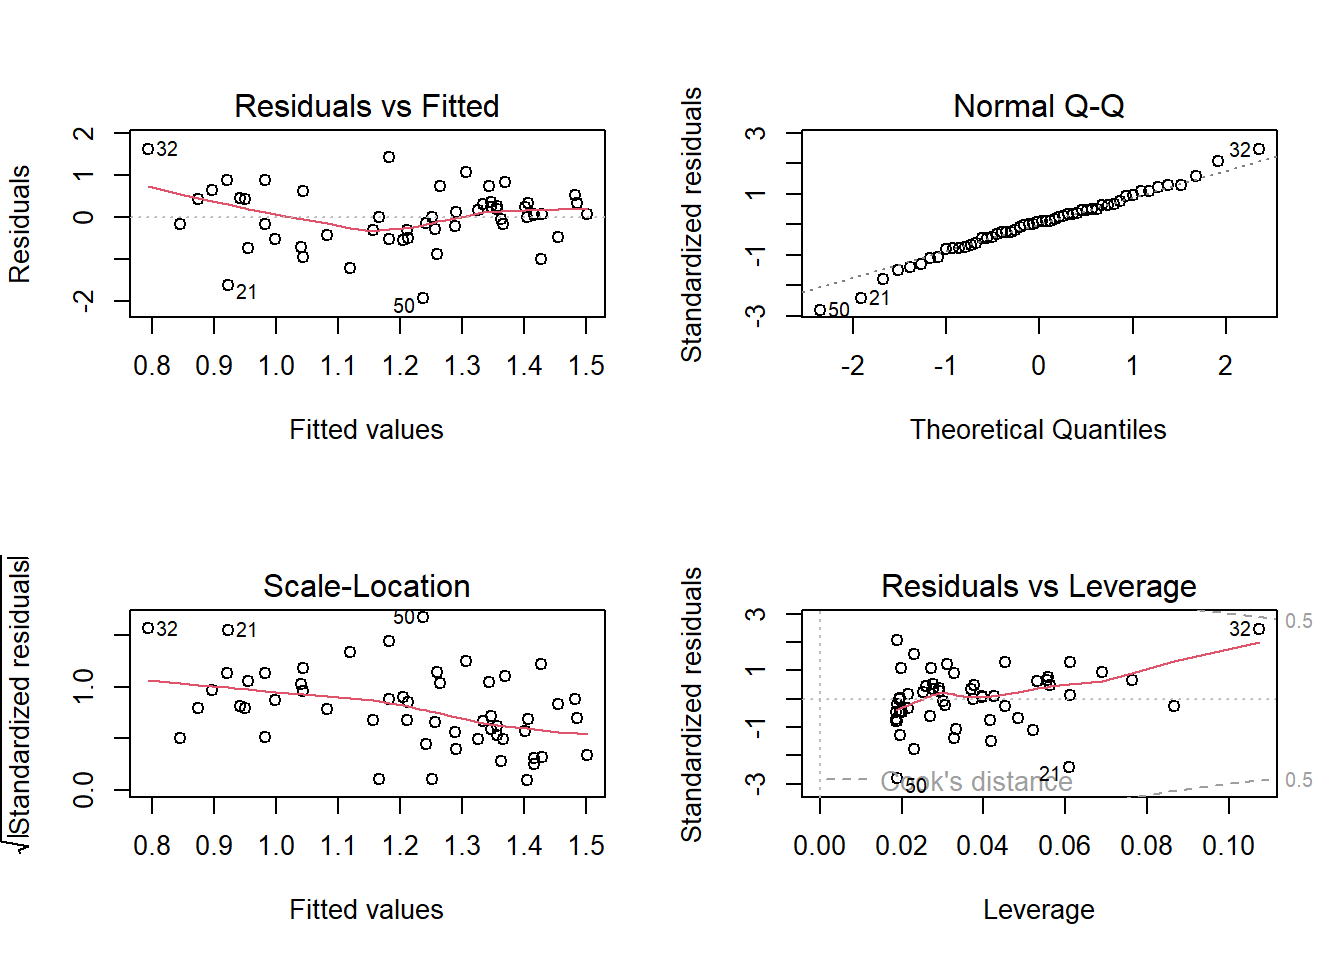 Residuals vs Fitted
Residuals
2
1
0
-2
32
21
50
0.8 0.9 1.0 1.1 1.2 1.3 1.4 1.5
Fitted values
Normal Q-Q
Standardized residuals
3
1
-1
-3
32
21
50
-2 -1 0 1 2
Theoretical Quantiles
Scale-Location
√|Standardized residuals|
1.0
0.0
50
32
21
0.8 0.9 1.0 1.1 1.2 1.3 1.4 1.5
Fitted values
Residuals vs Leverage
Standardized residuals
3
1
-1
-3
0.5
32
21
Cook's distance
50
0.5
0.00 0.02 0.04 0.06 0.08 0.10
Leverage